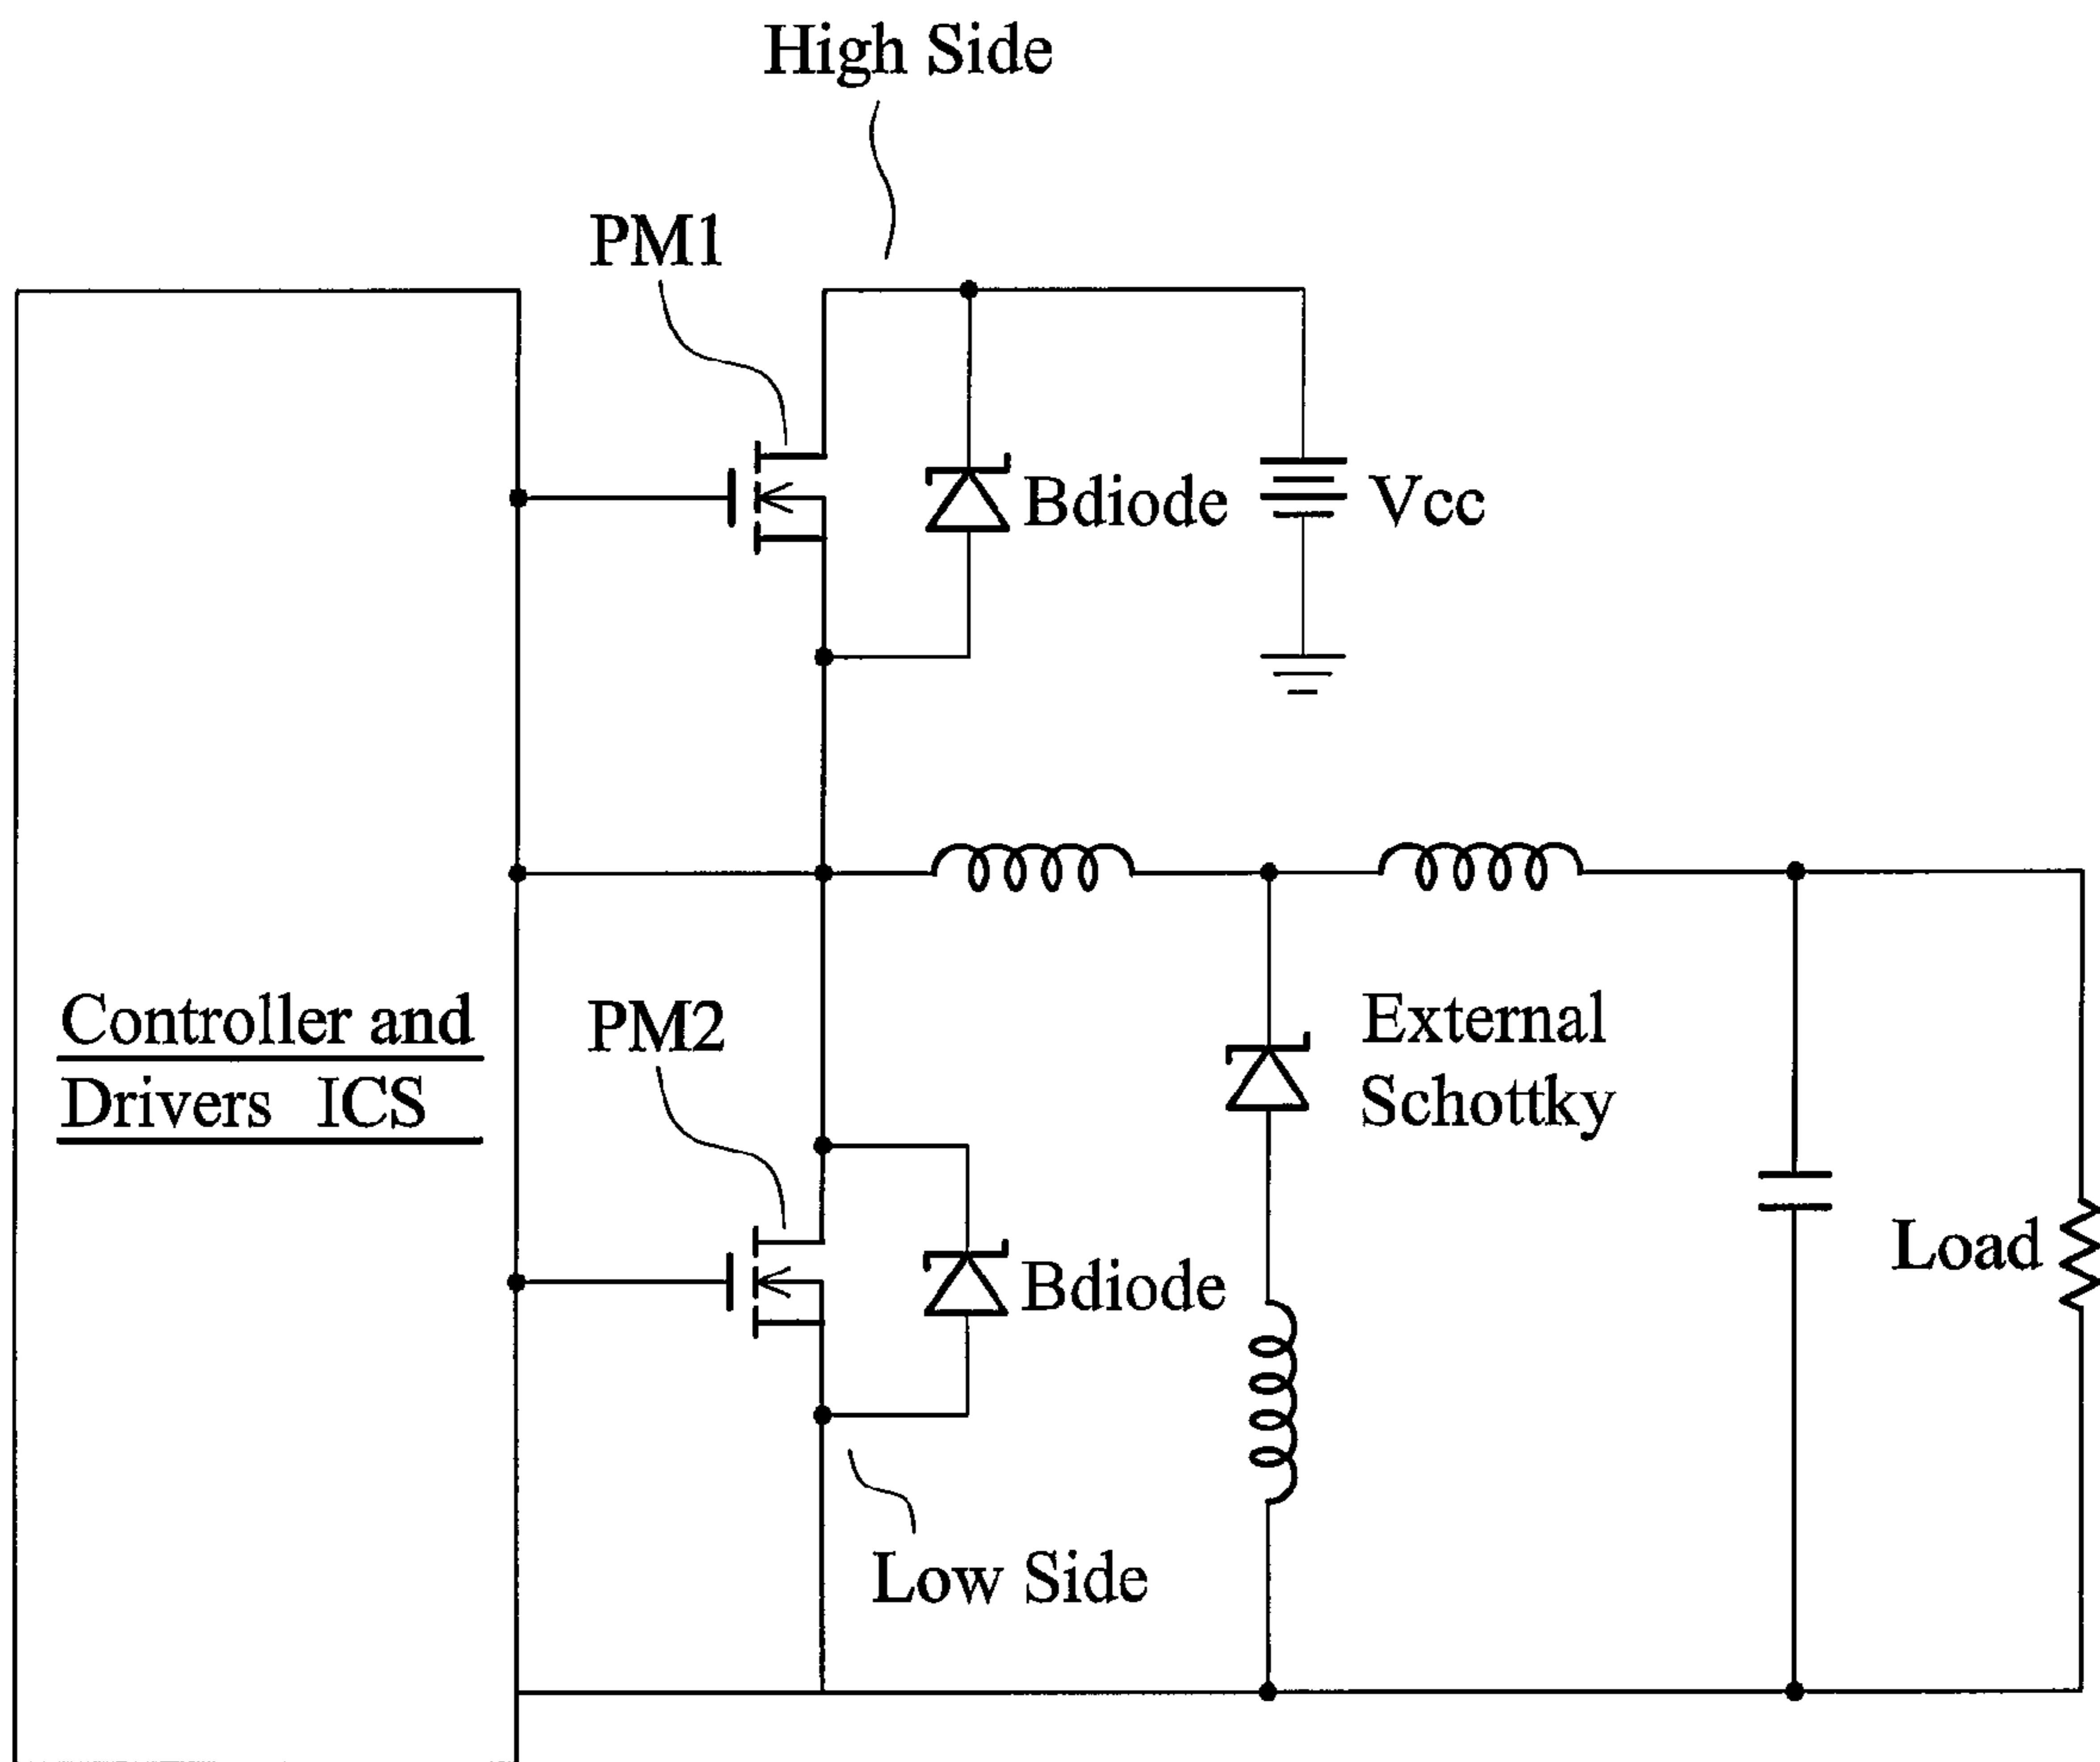 High Side
PM1
Bdiode
Vcc
Controller and
Drivers ICS
PM2
External
Schottky
Bdiode
Load
Low Side